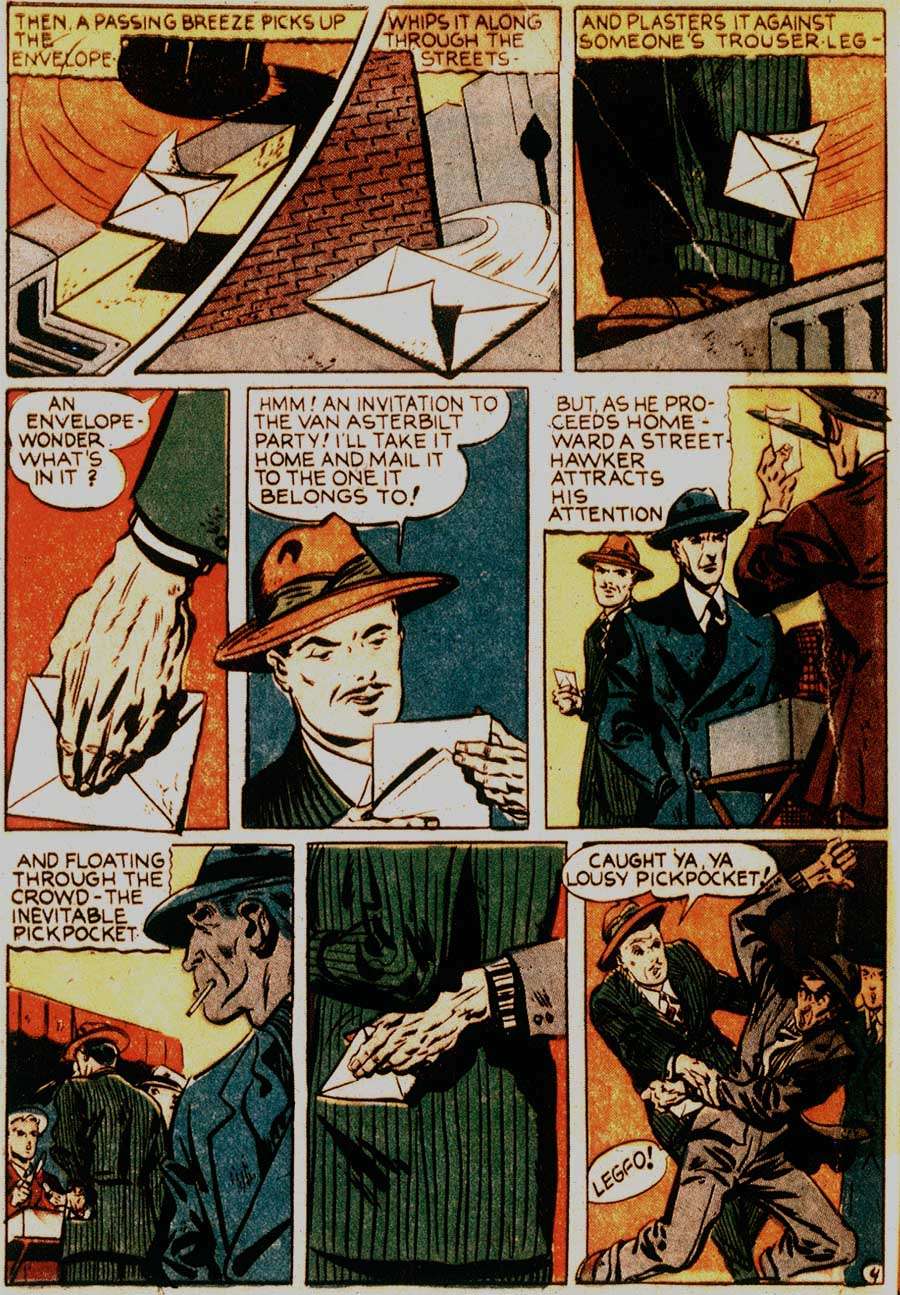 THEN, A PASSING BREEZE PICKS UP
THE
ENVELOPE-
WHIPS IT ALONG
THROUGH THE
STREETS-
AND PLASTERS IT AGAINST
SOMEONE'S TROUSER-LEG-
AN
ENVELOPE-
WONDER
WHAT'S
IN IT?
HMM! AN INVITATION TO
THE VAN ASTERBILT
PARTY! I'LL TAKE IT
HOME AND MAIL IT
TO THE ONE IT
BELONGS TO!
BUT, AS HE PRO-
CEEDS HOME-
WARD A STREET-
HAWKER
ATTRACTS
HIS
ATTENTION
AND FLOATING
THROUGH THE
CROWD-THE
INEVITABLE
PICKPOCKET-
CAUGHT YA, YA
LOUSY PICKPOCKET!
LEGGO!
4